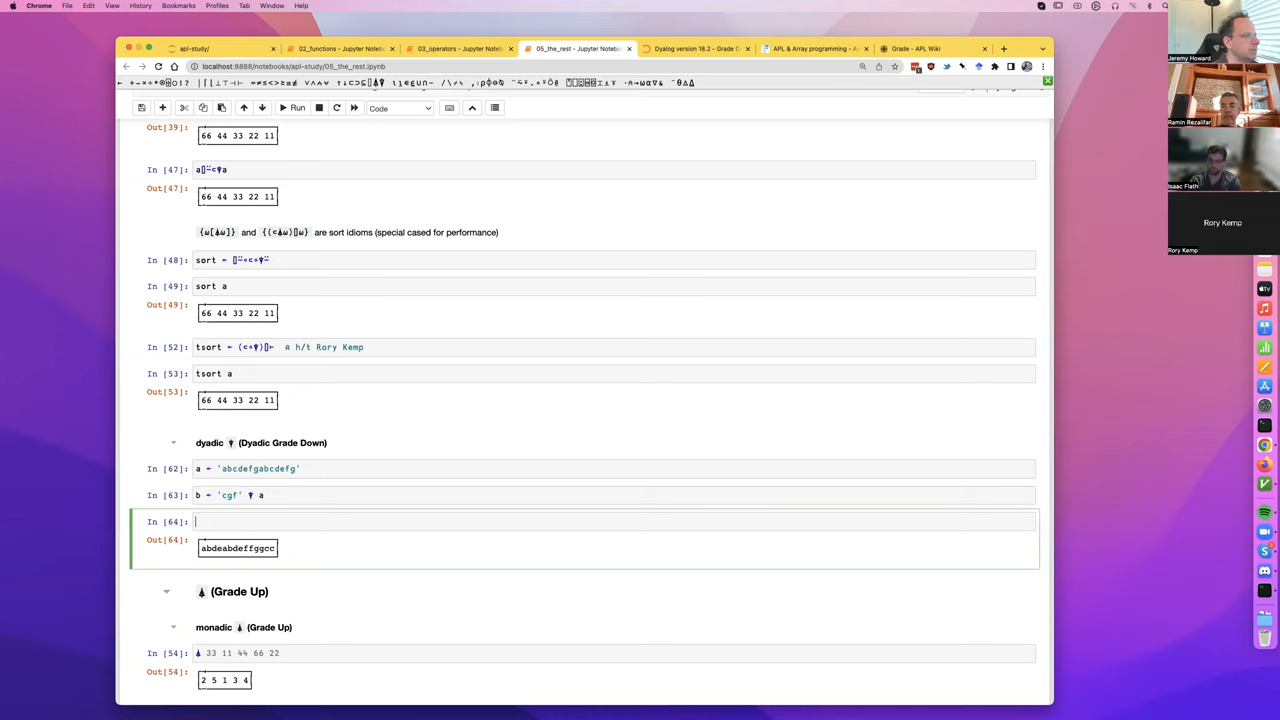 Chrome File Edit View History Bookmarks Profiles Tab Window Help
apl-study/
02_functions - Jupyter Noteb
03_operators - Jupyter Noteb
05_the_rest - Jupyter Notebo
Dyalog version 18.2 - Grade D
APL & Array programming - A
Grade - APL Wiki
localhost:8888/notebooks/apl-study/05_the_rest.ipynb
Run
Code
Out[39]:
66 44 33 22 11
In [47]: a⌷⍨⊂⍒a
Out[47]:
66 44 33 22 11
{⍵[⍋⍵]} and {(⊂⍋⍵)⌷⍵} are sort idioms (special cased for performance)
In [48]: sort ← ⌷⍨∘⊂∘⍒⍨
In [49]: sort a
Out[49]:
66 44 33 22 11
In [52]: tsort ← (⊂∘⍒)⌷⊢ ⍝ h/t Rory Kemp
In [53]: tsort a
Out[53]:
66 44 33 22 11
dyadic ⍒ (Dyadic Grade Down)
In [62]: a ← 'abcdefgabcdefg'
In [63]: b ← 'cgf' ⍒ a
In [64]:
Out[64]:
abdeabdeffggcc
⍋ (Grade Up)
monadic ⍋ (Grade Up)
In [54]: ⍋ 33 11 44 66 22
Out[54]:
2 5 1 3 4
Jeremy Howard
Ramin Rezaiifar
Isaac Flath
Rory Kemp
Rory Kemp